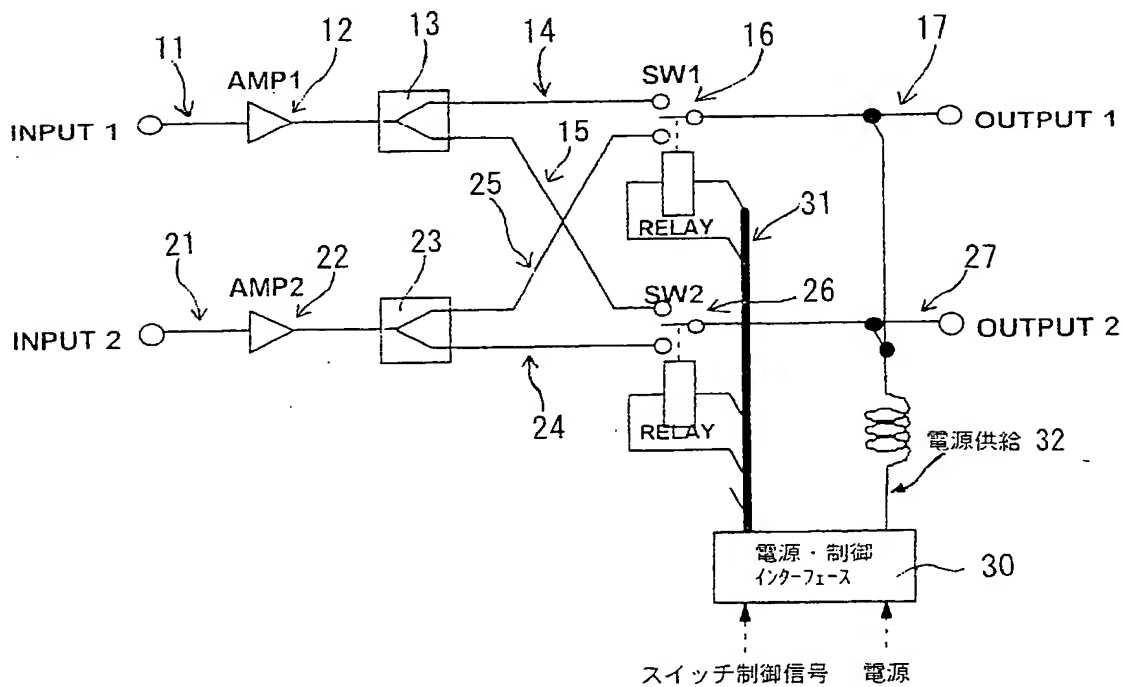 11
12
13
14
16
17
AMP1
SW1
INPUT 1
OUTPUT 1
15
25
31
RELAY
21
22
23
26
27
AMP2
SW2
INPUT 2
OUTPUT 2
24
RELAY
電源供給 32
電源・制御
インターフェース
30
スイッチ制御信号 電源